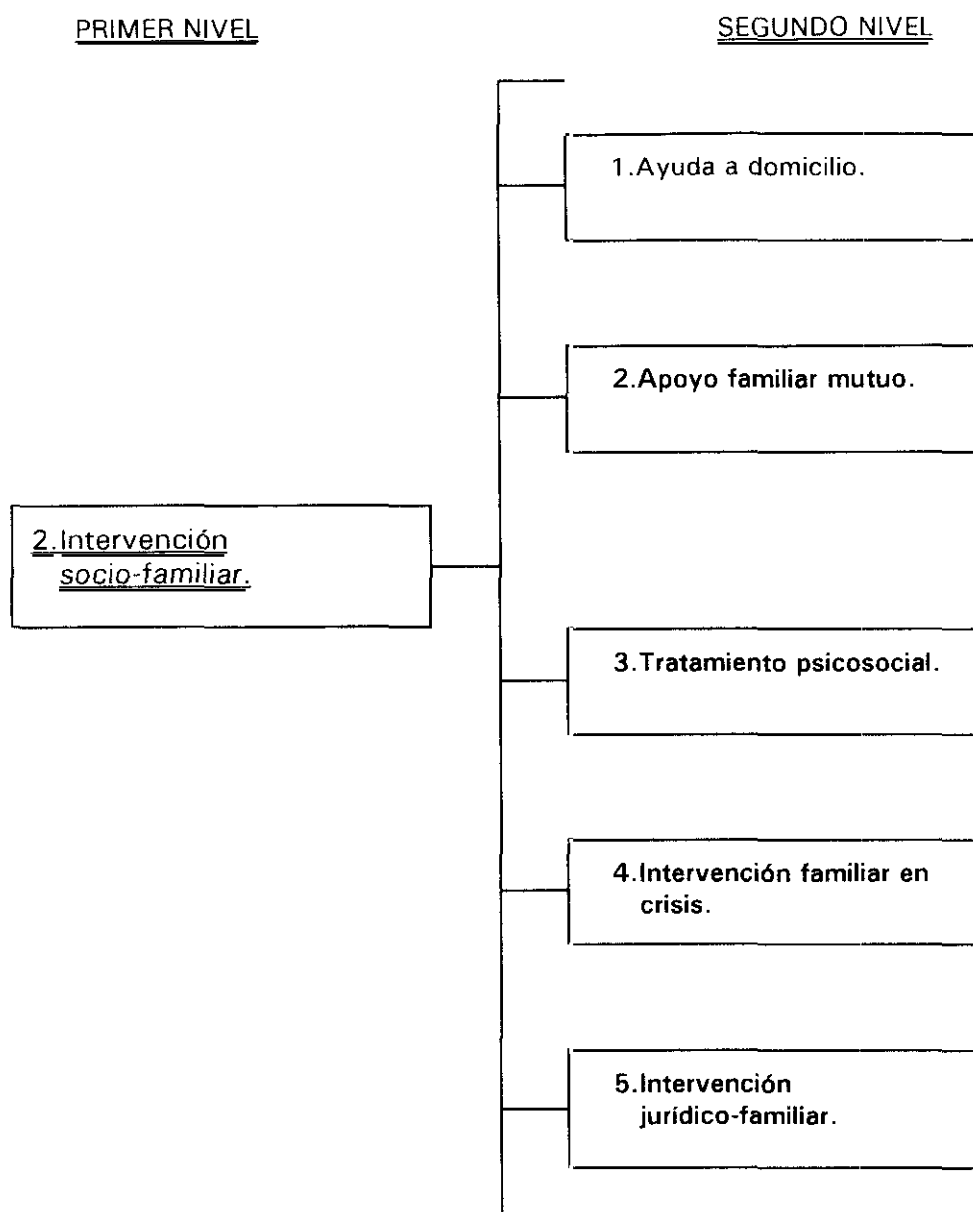 PRIMER NIVEL
SEGUNDO NIVEL
1.Ayuda a domicilio.
2.Apoyo familiar mutuo.
2.Intervención
socio-familiar.
3.Tratamiento psicosocial.
4.Intervención familiar en
crisis.
5.Intervención
jurídico-familiar.